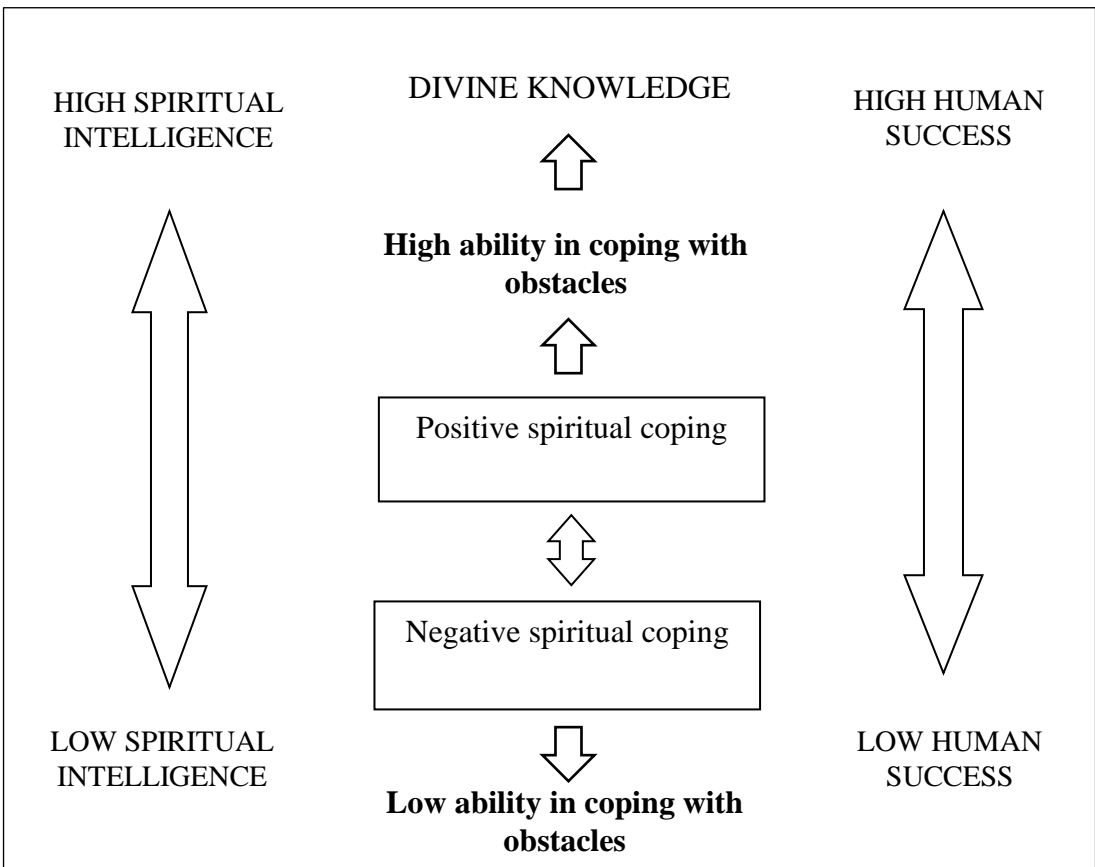 HIGH SPIRITUAL
INTELLIGENCE
DIVINE KNOWLEDGE
HIGH HUMAN
SUCCESS
High ability in coping with
obstacles
Positive spiritual coping
Negative spiritual coping
LOW SPIRITUAL
INTELLIGENCE
LOW HUMAN
SUCCESS
Low ability in coping with
obstacles